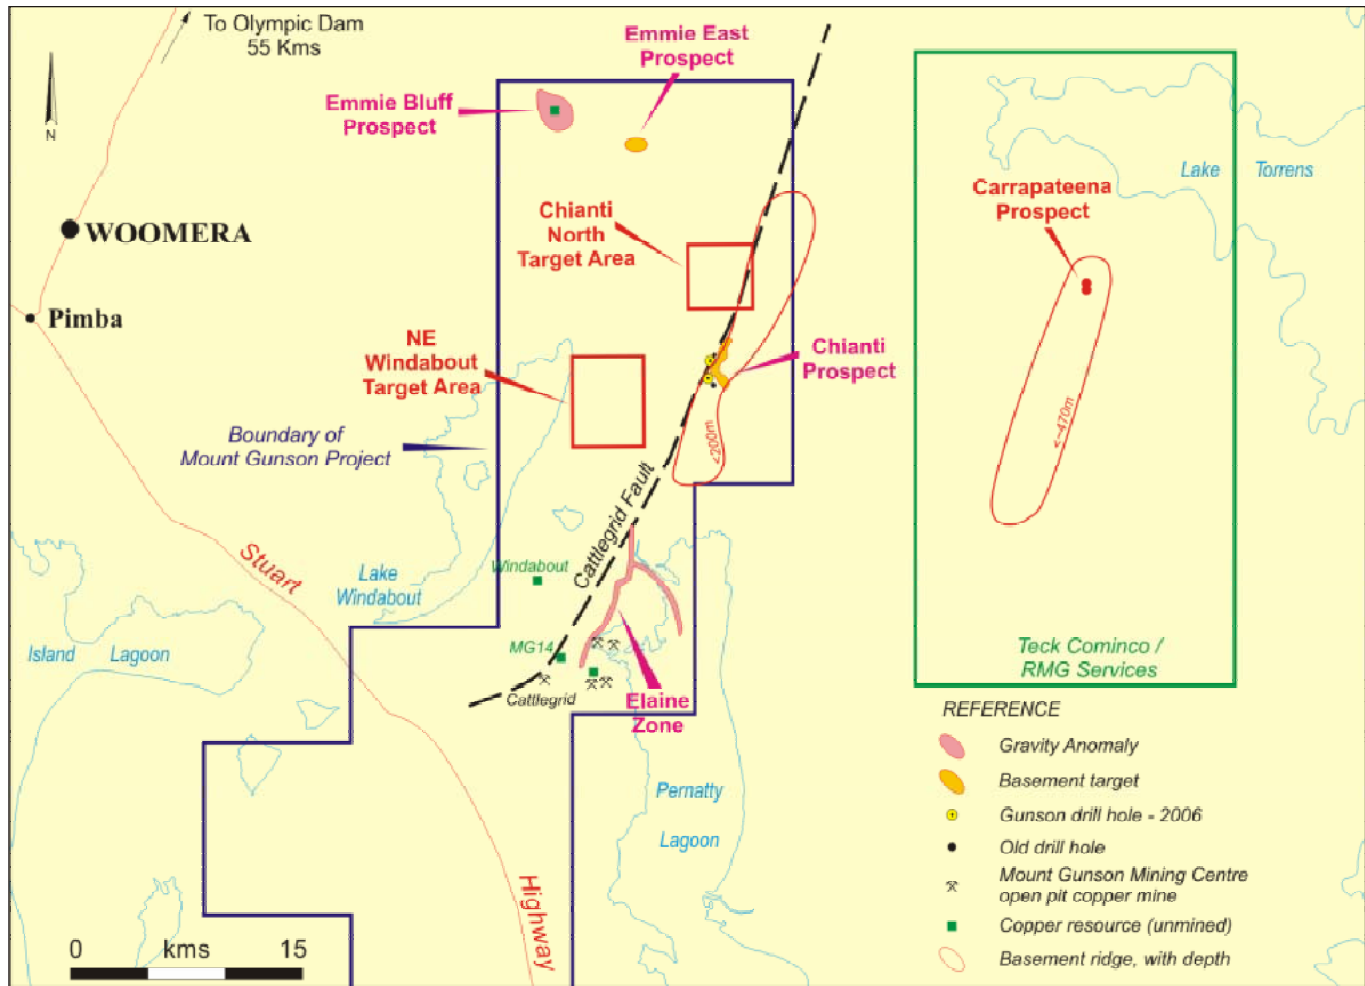 To Olympic Dam
55 Kms
N
Emmie East
Prospect
Emmie Bluff
Prospect
WOOMERA
Pimba
Chianti
North
Target Area
Lake Torrens
Carrapateena
Prospect
NE
Windabout
Target Area
Chianti
Prospect
Boundary of
Mount Gunson Project
<200m
≤~470m
Cattlegrid Fault
Stuart
Highway
Windabout
Lake
Windabout
Island Lagoon
MG14
Cattlegrid
Elaine
Zone
Teck Cominco /
RMG Services
Pernatty
Lagoon
REFERENCE
Gravity Anomaly
Basement target
Gunson drill hole - 2006
Old drill hole
Mount Gunson Mining Centre
open pit copper mine
Copper resource (unmined)
Basement ridge, with depth
0 kms 15